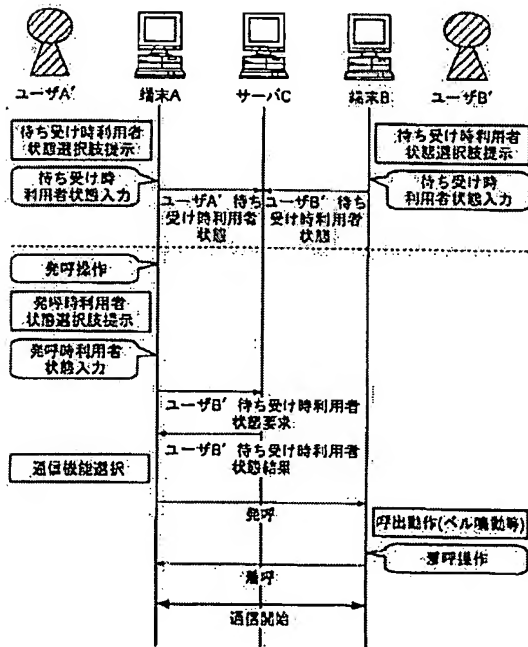 ユーザA' 端末A サーバC 端末B ユーザB'
待ち受け時利用者
状態選択肢提示
待ち受け時利用者
状態選択肢提示
待ち受け時
利用者状態入力
待ち受け時
利用者状態入力
ユーザA' 待ち
受け時利用者
状態
ユーザB' 待ち
受け時利用者
状態
発呼操作
発呼時利用者
状態選択肢提示
発呼時利用者
状態入力
ユーザB' 待ち受け時利用者
状態要求
ユーザB' 待ち受け時利用者
状態結果
通信機能選択
発呼
呼出動作(ベル鳴動等)
着呼操作
着呼
通信開始